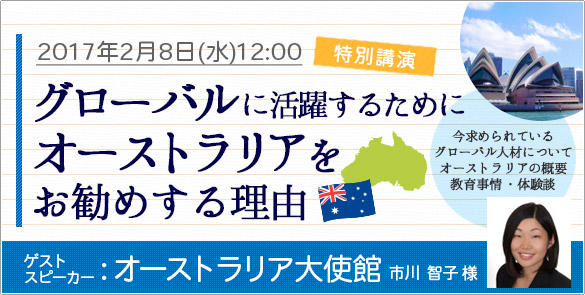 2017年2月8日(水)12:00
特別講演
グローバルに活躍するために
オーストラリアを
お勧めする理由
今求められている
グローバル人材について
オーストラリアの概要
教育事情・体験談
ゲスト
スピーカー：オーストラリア大使館 市川 智子 様